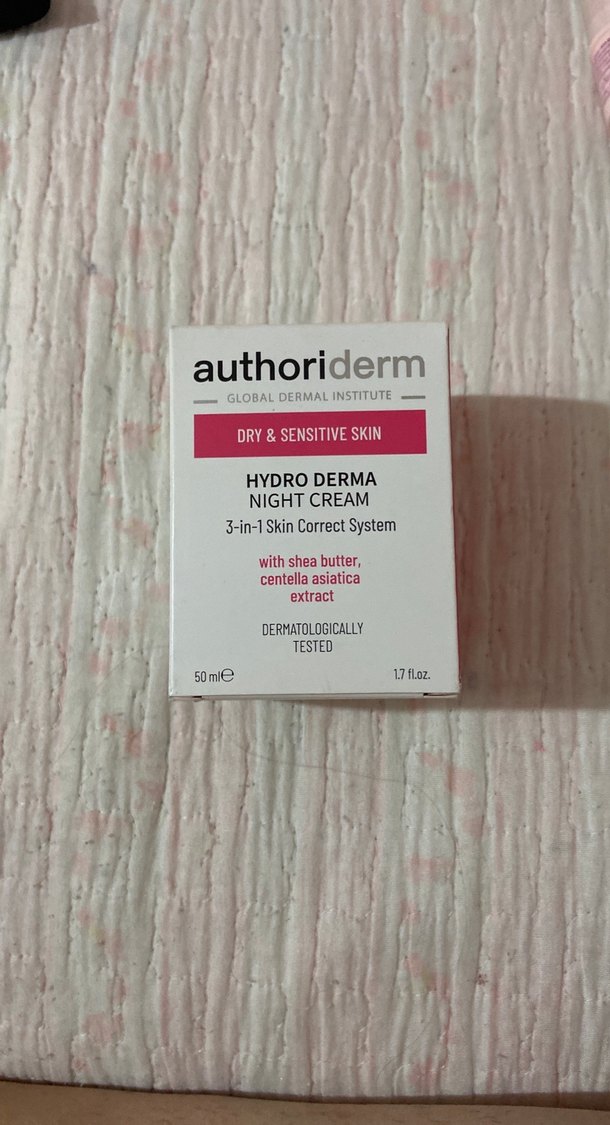 authoriderm
GLOBAL DERMAL INSTITUTE
DRY & SENSITIVE SKIN
HYDRO DERMA
NIGHT CREAM
3-in-1 Skin Correct System
with shea butter,
centella asiatica
extract
DERMATOLOGICALLY
TESTED
50 ml℮ 1.7 fl.oz.